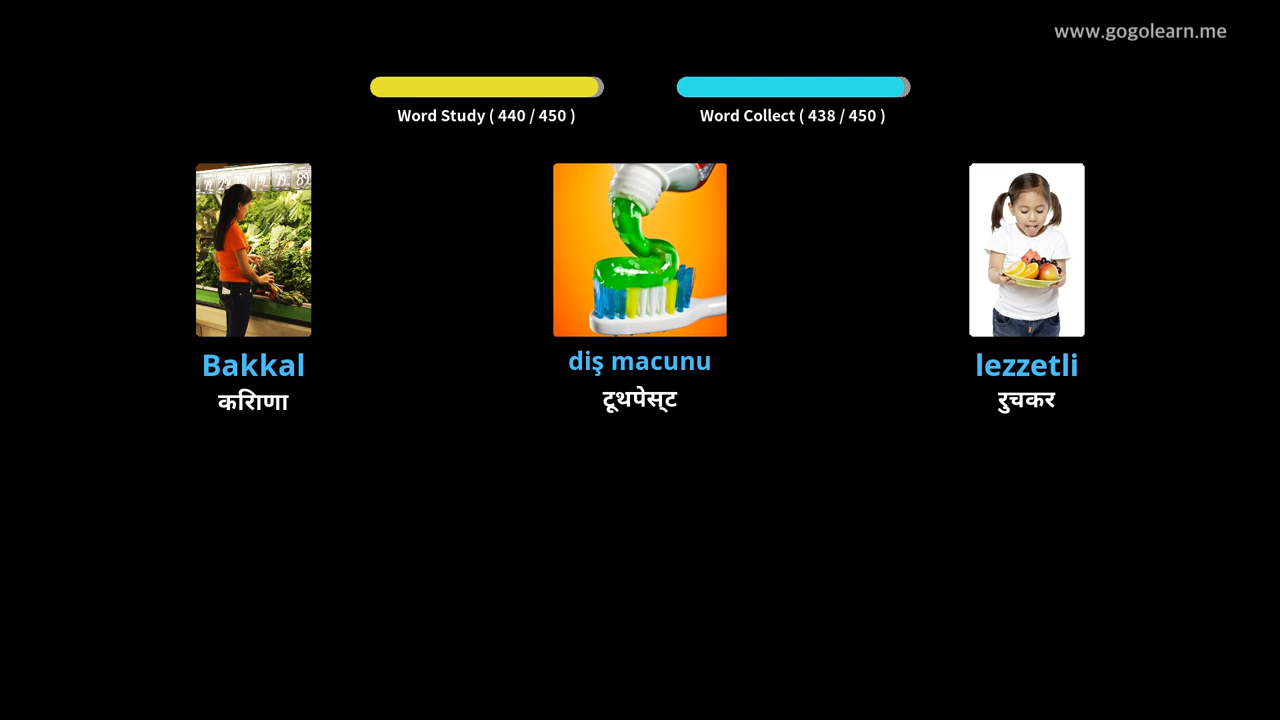 www.gogolearn.me
Word Study ( 440 / 450 )
Word Collect ( 438 / 450 )
Bakkal
diş macunu
lezzetli
करिाणा
टूथपेस्ट
रुचकर